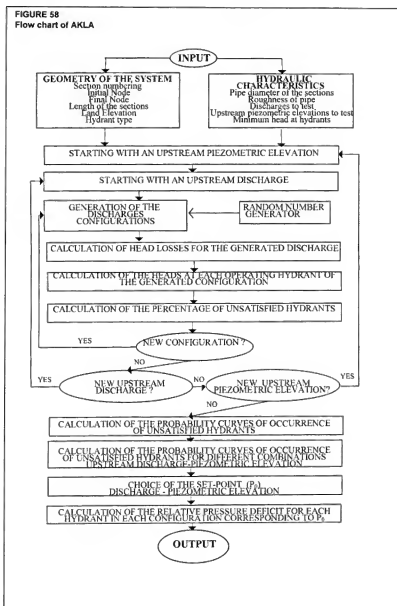 FIGURE 58
Flow chart of AKLA
INPUT
GEOMETRY OF THE SYSTEM
Section numbering
Initial Node
Final Node
Length of the sections
Land Elevation
Hydrant type
HYDRAULIC
CHARACTERISTICS
Pipe diameter of the sections
Roughness of pipe
Discharges to test
Upstream piezometric elevations to test
Minimum head at hydrants
STARTING WITH AN UPSTREAM PIEZOMETRIC ELEVATION
STARTING WITH AN UPSTREAM DISCHARGE
GENERATION OF THE
DISCHARGES
CONFIGURATIONS
RANDOM NUMBER
GENERATOR
CALCULATION OF HEAD LOSSES FOR THE GENERATED DISCHARGE
CALCULATION OF THE HEADS AT EACH OPERATING HYDRANT OF
THE GENERATED CONFIGURATION
CALCULATION OF THE PERCENTAGE OF UNSATISFIED HYDRANTS
YES
NEW CONFIGURATION ?
NO
YES
NEW UPSTREAM
DISCHARGE ?
NO
NEW UPSTREAM
PIEZOMETRIC ELEVATION?
YES
NO
CALCULATION OF THE PROBABILITY CURVES OF OCCURRENCE
OF UNSATISFIED HYDRANTS
CALCULATION OF THE PROBABILITY CURVES OF OCCURRENCE
OF UNSATISFIED HYDRANTS FOR DIFFERENT COMBINATIONS
UPSTREAM DISCHARGE-PIEZOMETRIC ELEVATION
CHOICE OF THE SET-POINT (P₀)
DISCHARGE - PIEZOMETRIC ELEVATION
CALCULATION OF THE RELATIVE PRESSURE DEFICIT FOR EACH
HYDRANT IN EACH CONFIGURATION CORRESPONDING TO P₀
OUTPUT